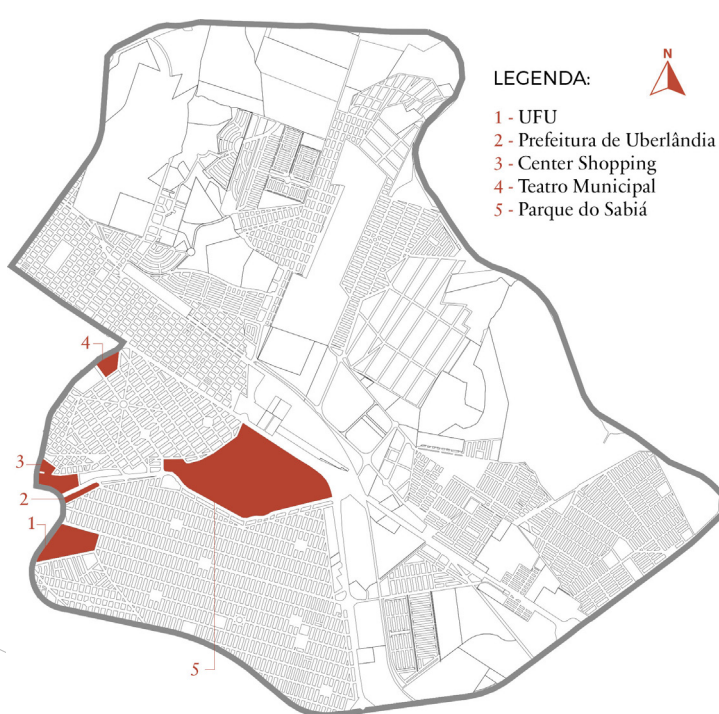 N
LEGENDA:
1 - UFU
2 - Prefeitura de Uberlândia
3 - Center Shopping
4 - Teatro Municipal
5 - Parque do Sabiá
4
3
2
1
5